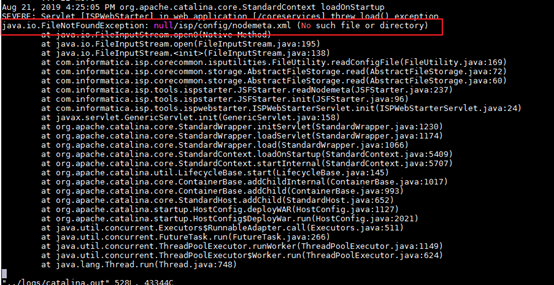 Aug 21, 2019 4:25:05 PM org.apache.catalina.core.StandardContext loadOnStartup
SEVERE: Servlet [ISPWebStarter] in web application [/coreservices] threw load() exception
java.io.FileNotFoundException: null/isp/config/nodemeta.xml (No such file or directory)
at java.io.FileInputStream.open0(Native Method)
at java.io.FileInputStream.open(FileInputStream.java:195)
at java.io.FileInputStream.<init>(FileInputStream.java:138)
at com.informatica.isp.corecommon.isputilities.FileUtility.readConfigFile(FileUtility.java:169)
at com.informatica.isp.corecommon.storage.AbstractFileStorage.read(AbstractFileStorage.java:72)
at com.informatica.isp.corecommon.storage.AbstractFileStorage.read(AbstractFileStorage.java:60)
at com.informatica.isp.tools.ispstarter.JSFStarter.readNodemeta(JSFStarter.java:237)
at com.informatica.isp.tools.ispstarter.JSFStarter.init(JSFStarter.java:96)
at com.informatica.isp.tools.ispwebstarter.ISPWebStarterServlet.init(ISPWebStarterServlet.java:24)
at javax.servlet.GenericServlet.init(GenericServlet.java:158)
at org.apache.catalina.core.StandardWrapper.initServlet(StandardWrapper.java:1230)
at org.apache.catalina.core.StandardWrapper.loadServlet(StandardWrapper.java:1174)
at org.apache.catalina.core.StandardWrapper.load(StandardWrapper.java:1066)
at org.apache.catalina.core.StandardContext.loadOnStartup(StandardContext.java:5409)
at org.apache.catalina.core.StandardContext.startInternal(StandardContext.java:5707)
at org.apache.catalina.util.LifecycleBase.start(LifecycleBase.java:145)
at org.apache.catalina.core.ContainerBase.addChildInternal(ContainerBase.java:1017)
at org.apache.catalina.core.ContainerBase.addChild(ContainerBase.java:993)
at org.apache.catalina.core.StandardHost.addChild(StandardHost.java:652)
at org.apache.catalina.startup.HostConfig.deployWAR(HostConfig.java:1127)
at org.apache.catalina.startup.HostConfig$DeployWar.run(HostConfig.java:2021)
at java.util.concurrent.Executors$RunnableAdapter.call(Executors.java:511)
at java.util.concurrent.FutureTask.run(FutureTask.java:266)
at java.util.concurrent.ThreadPoolExecutor.runWorker(ThreadPoolExecutor.java:1149)
at java.util.concurrent.ThreadPoolExecutor$Worker.run(ThreadPoolExecutor.java:624)
at java.lang.Thread.run(Thread.java:748)
"../logs/catalina.out" 528L, 43344C